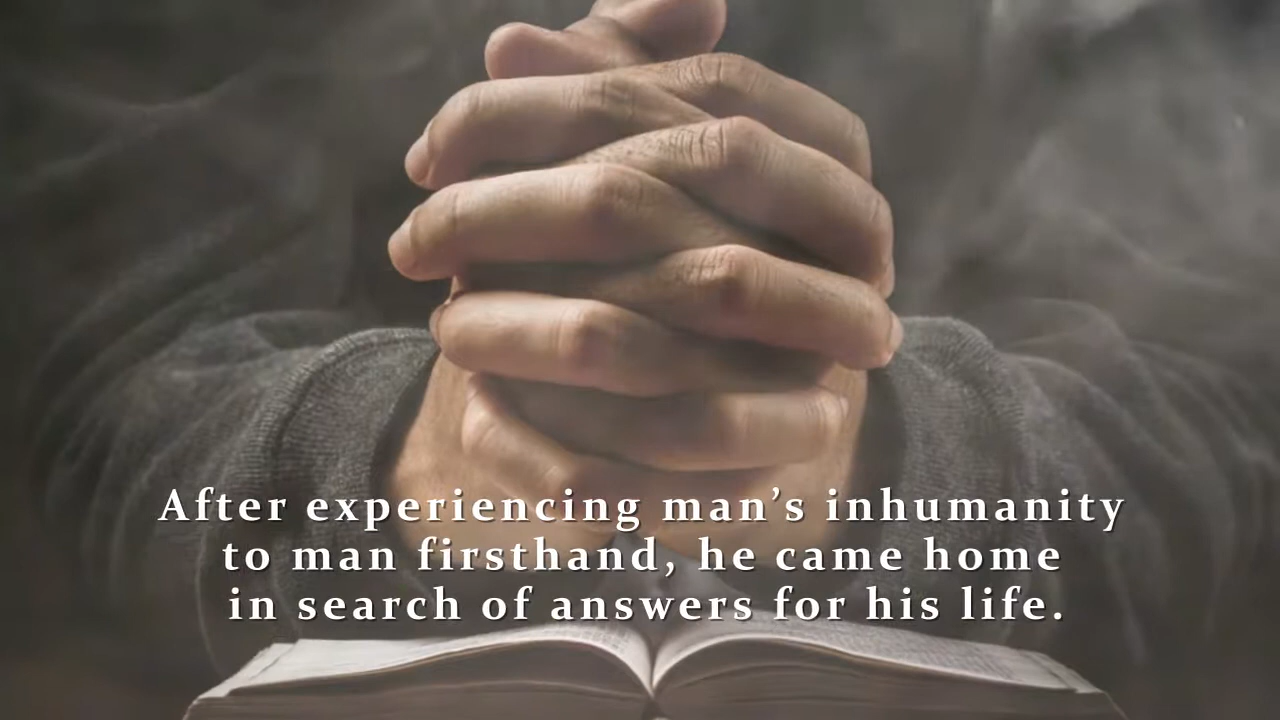 After experiencing man’s inhumanity
to man firsthand, he came home
in search of answers for his life.